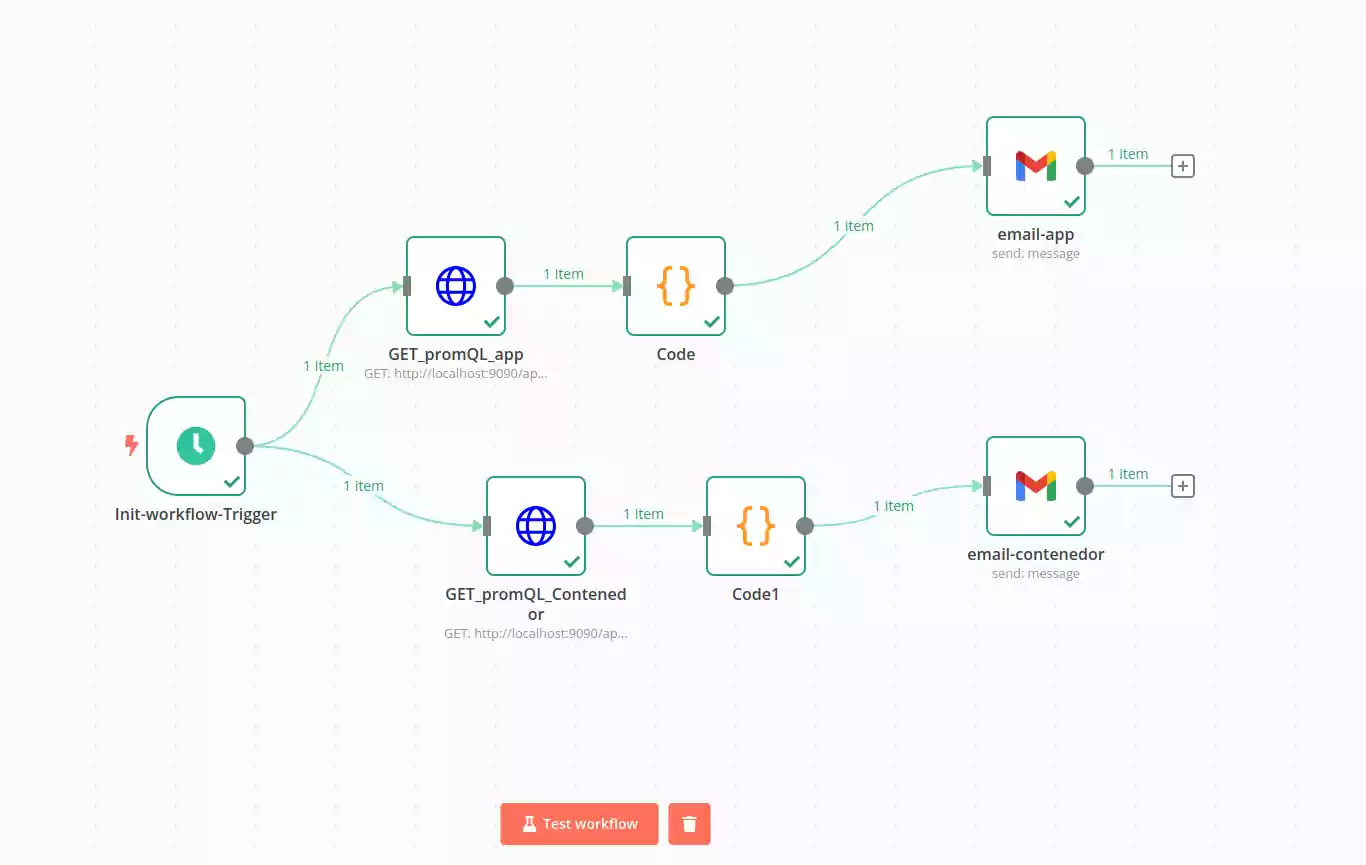 1 item
email-app
send: message
1 item
1 item
GET_promQL_app
GET: http://localhost:9090/ap...
Code
1 item
Init-workflow-Trigger
1 item
1 item
GET_promQL_Contened
or
GET: http://localhost:9090/ap...
Code1
1 item
1 item
email-contenedor
send: message
Test workflow